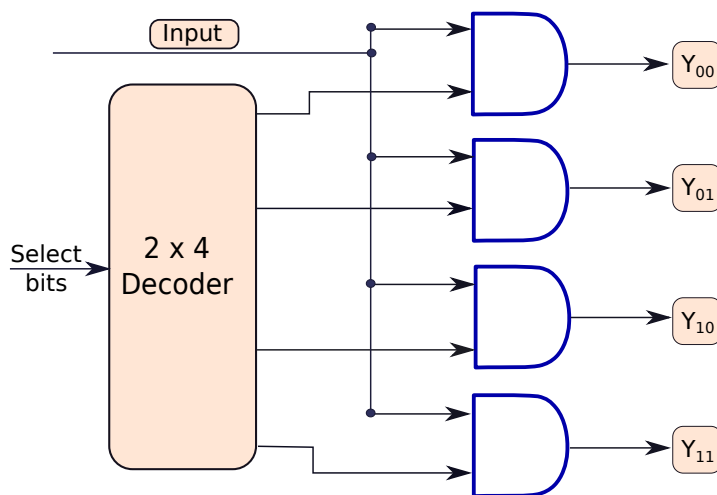 Input
Y00
Y01
Select
bits
2 x 4
Decoder
Y10
Y11